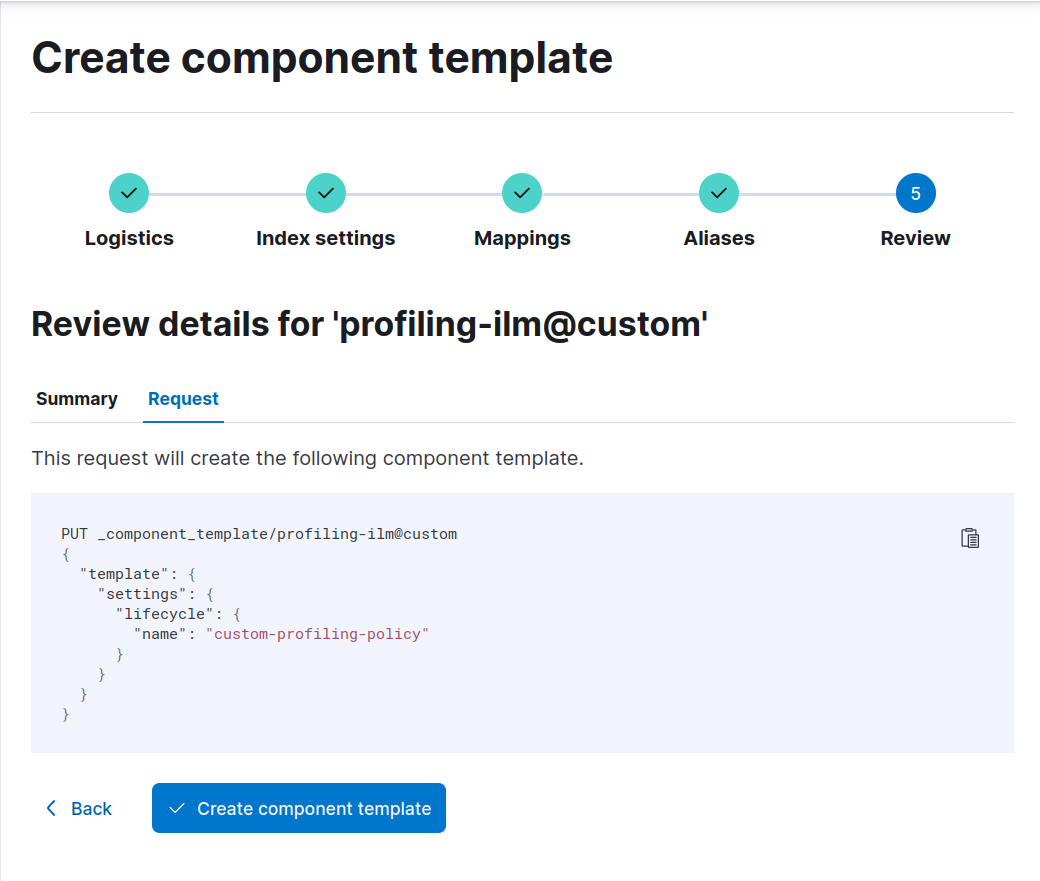 Create component template
5
Logistics
Index settings
Mappings
Aliases
Review
Review details for 'profiling-ilm@custom'
Summary
Request
This request will create the following component template.
PUT _component_template/profiling-ilm@custom
{
  "template": {
    "settings": {
      "lifecycle": {
        "name": "custom-profiling-policy"
      }
    }
  }
}
Back
Create component template